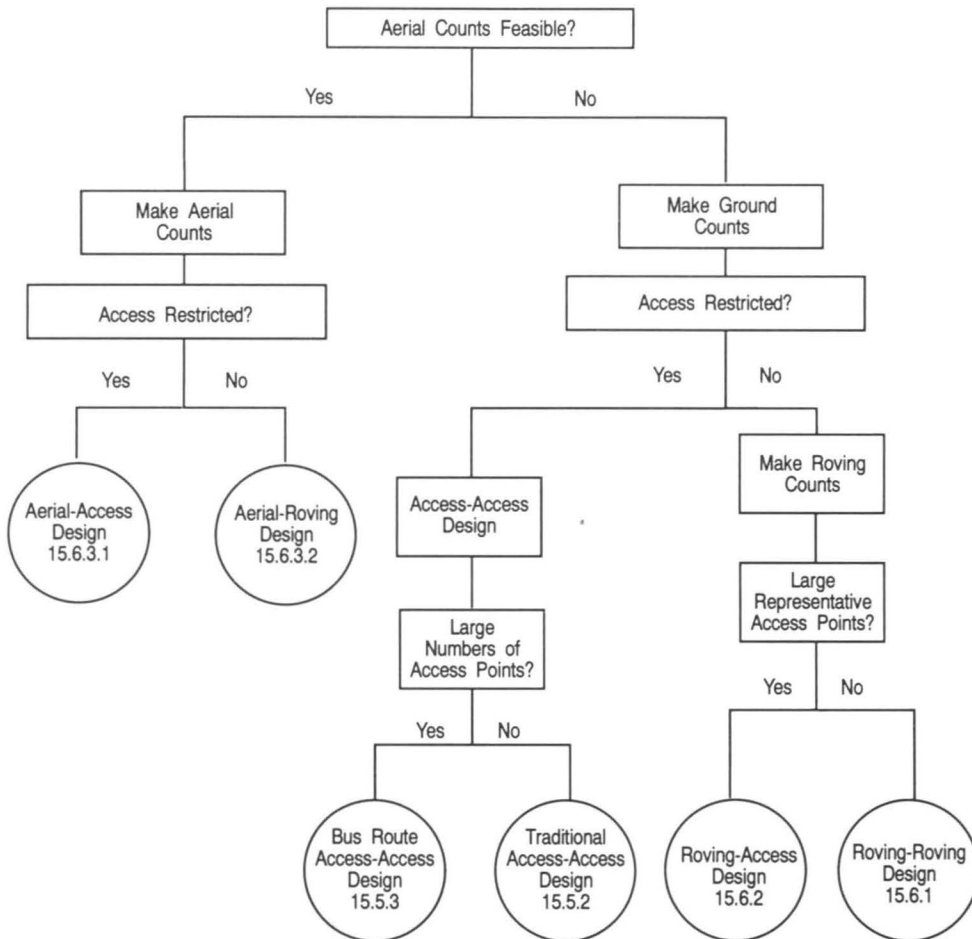 Aerial Counts Feasible?
Yes
No
Make Aerial
Counts
Make Ground
Counts
Access Restricted?
Access Restricted?
Yes
No
Yes
No
Aerial-Access
Design
15.6.3.1
Aerial-Roving
Design
15.6.3.2
Access-Access
Design
Make Roving
Counts
Large
Numbers of
Access Points?
Large
Representative
Access Points?
Yes
No
Yes
No
Bus Route
Access-Access
Design
15.5.3
Traditional
Access-Access
Design
15.5.2
Roving-Access
Design
15.6.2
Roving-Roving
Design
15.6.1